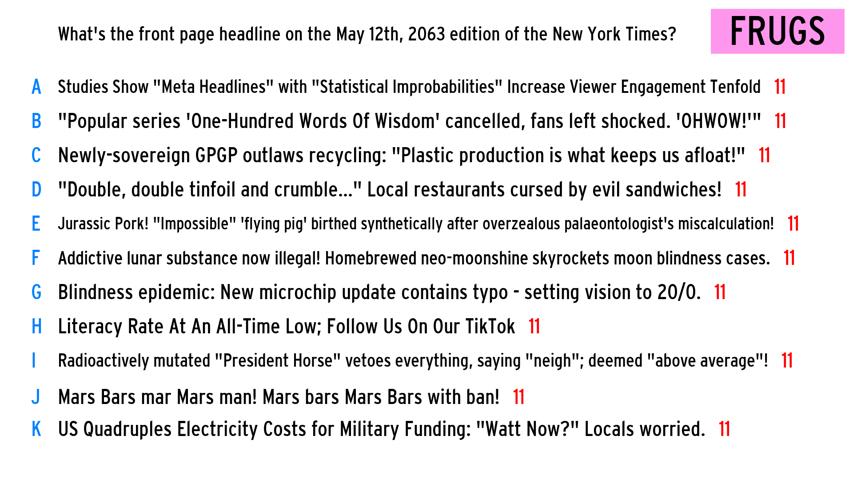 What's the front page headline on the May 12th, 2063 edition of the New York Times?
FRUGS
A Studies Show "Meta Headlines" with "Statistical Improbabilities" Increase Viewer Engagement Tenfold 11
B "Popular series 'One-Hundred Words Of Wisdom' cancelled, fans left shocked. 'OHWOW!'" 11
C Newly-sovereign GPGP outlaws recycling: "Plastic production is what keeps us afloat!" 11
D "Double, double tinfoil and crumble..." Local restaurants cursed by evil sandwiches! 11
E Jurassic Pork! "Impossible" 'flying pig' birthed synthetically after overzealous palaeontologist's miscalculation! 11
F Addictive lunar substance now illegal! Homebrewed neo-moonshine skyrockets moon blindness cases. 11
G Blindness epidemic: New microchip update contains typo - setting vision to 20/0. 11
H Literacy Rate At An All-Time Low; Follow Us On Our TikTok 11
I Radioactively mutated "President Horse" vetoes everything, saying "neigh"; deemed "above average"! 11
J Mars Bars mar Mars man! Mars bars Mars Bars with ban! 11
K US Quadruples Electricity Costs for Military Funding: "Watt Now?" Locals worried. 11